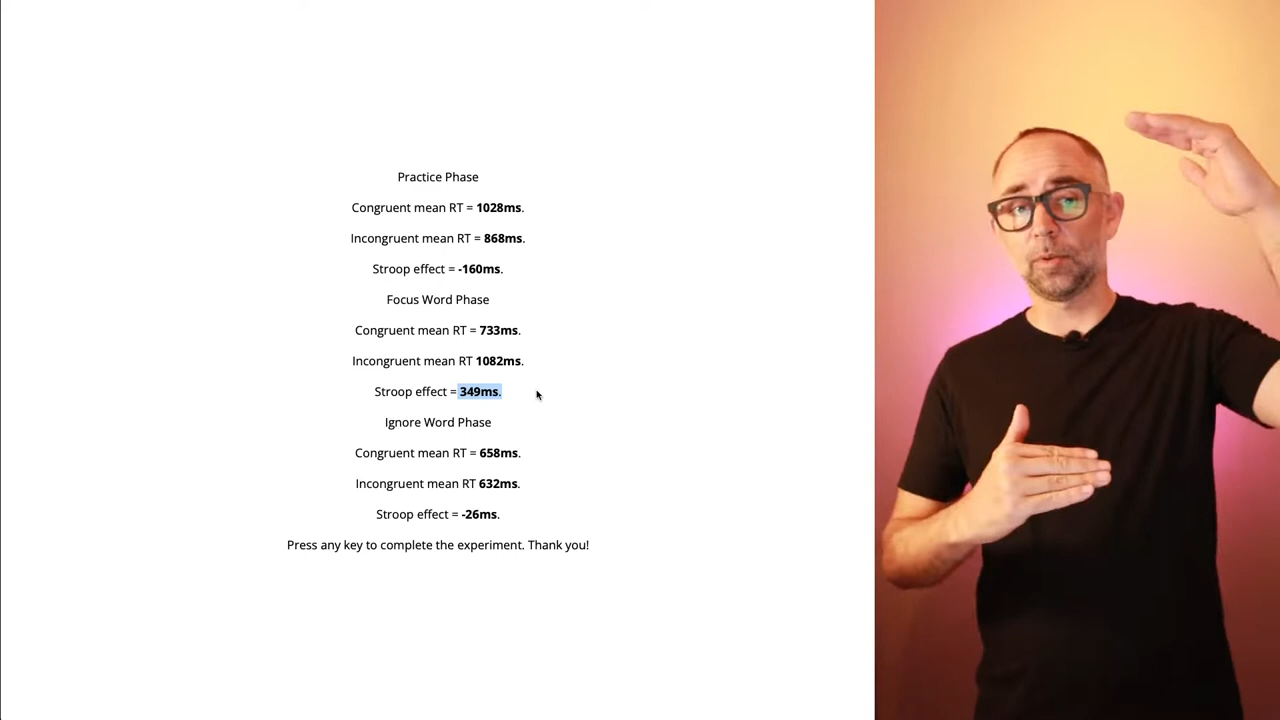 Practice Phase
Congruent mean RT = 1028ms.
Incongruent mean RT = 868ms.
Stroop effect = -160ms.
Focus Word Phase
Congruent mean RT = 733ms.
Incongruent mean RT 1082ms.
Stroop effect = 349ms.
Ignore Word Phase
Congruent mean RT = 658ms.
Incongruent mean RT 632ms.
Stroop effect = -26ms.
Press any key to complete the experiment. Thank you!